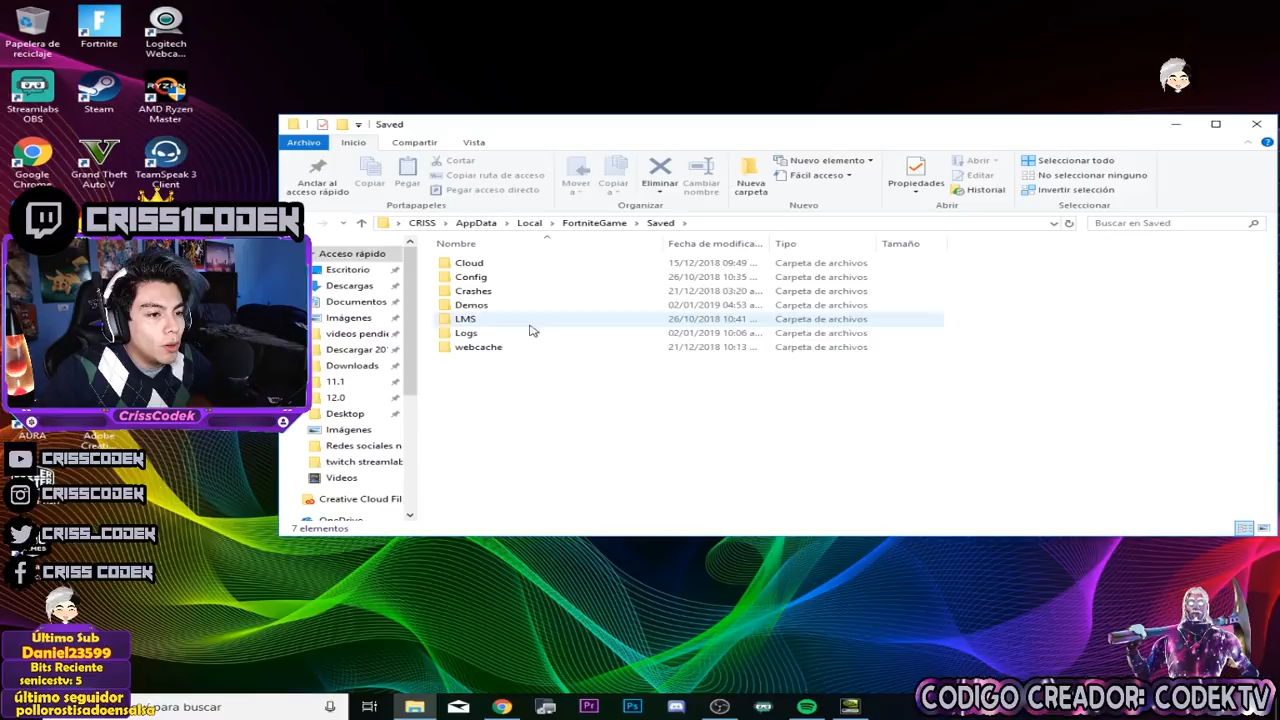 Papelera de
reciclaje
Fortnite
Logitech
Webca...
Streamlabs
OBS
Steam
RYZEN
AMD Ryzen
Master
Google
Chrome
Grand Theft
Auto V
TeamSpeak 3
Client
CRISS1CODEK
CrissCodek
AURA
Adobe
Creati...
CRISSCODEK
CRISSCODEK
CRISS_CODEK
CRISS CODEK
Último Sub
Daniel23599
Bits Reciente
senicestv: 5
último seguidor
pollorostisadoensalsa
Saved
Archivo
Inicio
Compartir
Vista
Anclar al
acceso rápido
Copiar
Pegar
Cortar
Copiar ruta de acceso
Pegar acceso directo
Portapapeles
Mover
a
Copiar
a
Eliminar
Cambiar
nombre
Organizar
Nueva
carpeta
Nuevo elemento
Fácil acceso
Nuevo
Propiedades
Abrir
Editar
Historial
Abrir
Seleccionar todo
No seleccionar ninguno
Invertir selección
Seleccionar
CRISS > AppData > Local > FortniteGame > Saved >
Buscar en Saved
Acceso rápido
Escritorio
Descargas
Documentos
Imágenes
videos pendie
Descargar 20
Downloads
11.1
12.0
Desktop
Imágenes
Redes sociales n
twitch streamlab
Videos
Creative Cloud Fil
OneDrive
Nombre Fecha de modifica... Tipo Tamaño
Cloud 15/12/2018 09:49 ... Carpeta de archivos
Config 26/10/2018 10:35 ... Carpeta de archivos
Crashes 21/12/2018 03:20 a... Carpeta de archivos
Demos 02/01/2019 04:53 a... Carpeta de archivos
LMS 26/10/2018 10:41 ... Carpeta de archivos
Logs 02/01/2019 10:06 a... Carpeta de archivos
webcache 21/12/2018 10:13 ... Carpeta de archivos
7 elementos
para buscar
Pr
Ps
CODIGO CREADOR: CODEKTV